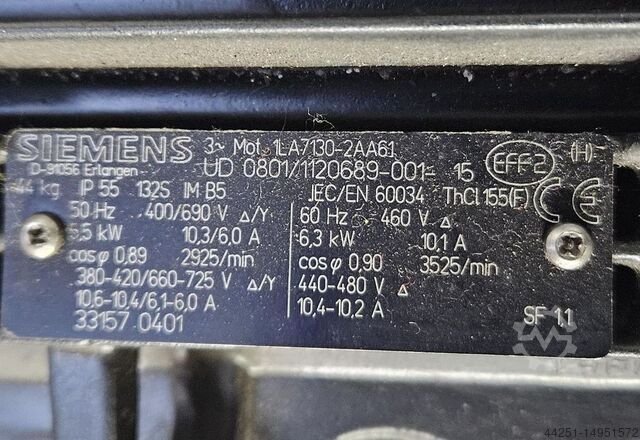 SIEMENS 3~ Mot. 1LA7130-2AA61
D-91056 Erlangen UD 0801/1120689-001- 15 EFF2 (H)
44 kg IP 55 132S IM B5 IEC/EN 60034 ThCl.155(F) CE
50 Hz 400/690 V Δ/Y 60 Hz 460 V Δ
5,5 kW 10,3/6,0 A 6,3 kW 10,1 A
cosφ 0,89 2925/min cosφ 0,90 3525/min
380-420/660-725 V Δ/Y 440-480 V Δ
10,6-10,4/6,1-6,0 A 10,4-10,2 A
33157 0401 SF 1.1
Machineseeker
44251-14951572